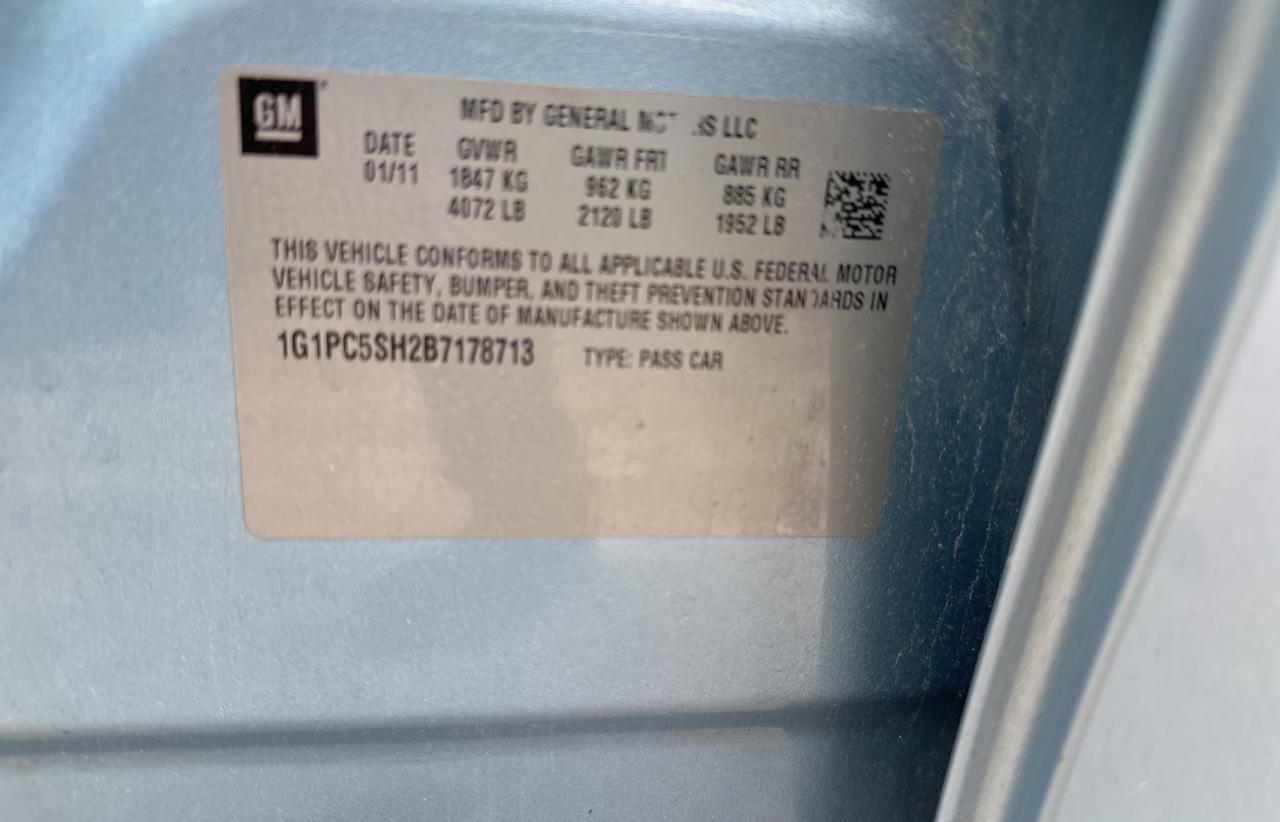 GM
MFD BY GENERAL LLC
DATE GVWR GAWR FRT GAWR RR
01/11 1847 KG 962 KG 885 KG
4072 LB 2120 LB 1952 LB
THIS VEHICLE CONFORMS TO ALL APPLICABLE U.S. FEDERAL MOTOR
VEHICLE SAFETY, BUMPER, AND THEFT PREVENTION STANDARDS IN
EFFECT ON THE DATE OF MANUFACTURE SHOWN ABOVE.
1G1PC5SH2B7178713 TYPE: PASS CAR